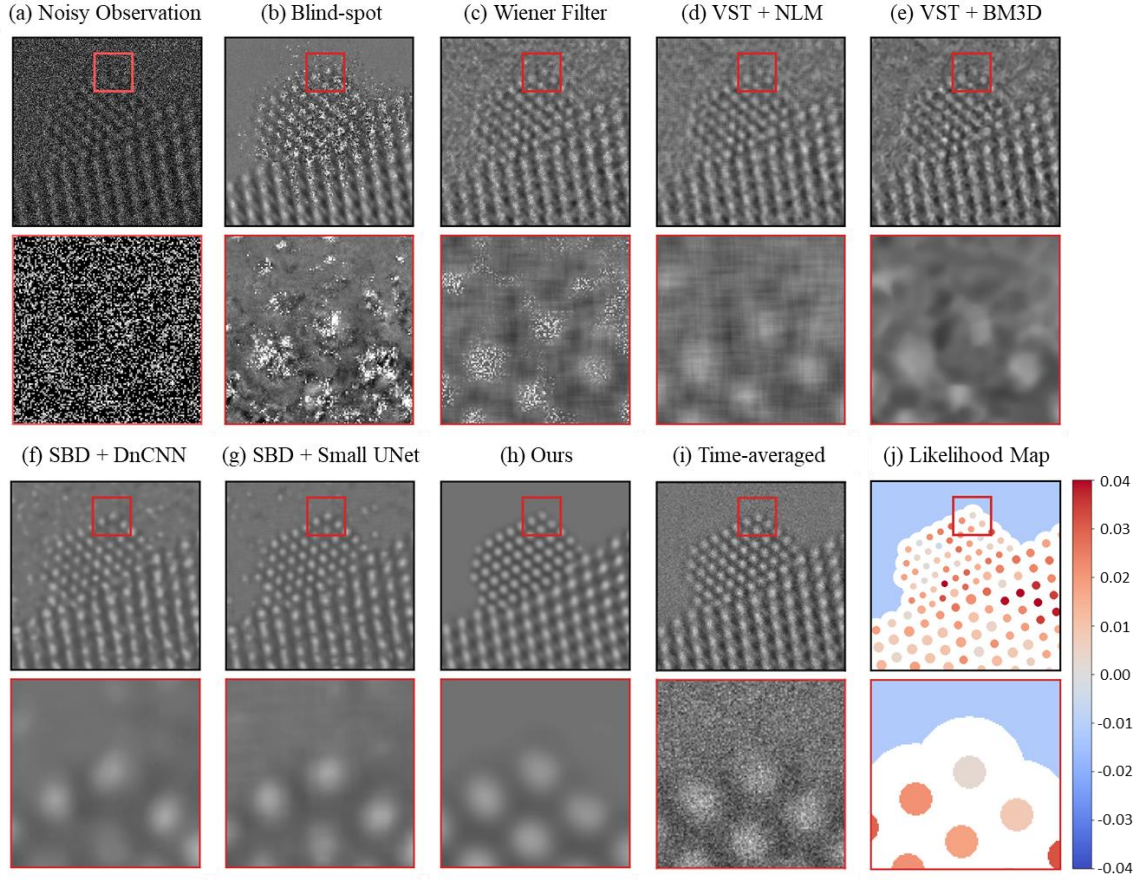 (a) Noisy Observation
(b) Blind-spot
(c) Wiener Filter
(d) VST + NLM
(e) VST + BM3D
(f) SBD + DnCNN
(g) SBD + Small UNet
(h) Ours
(i) Time-averaged
(j) Likelihood Map
0.04
0.03
0.02
0.01
0.00
-0.01
-0.02
-0.03
-0.04